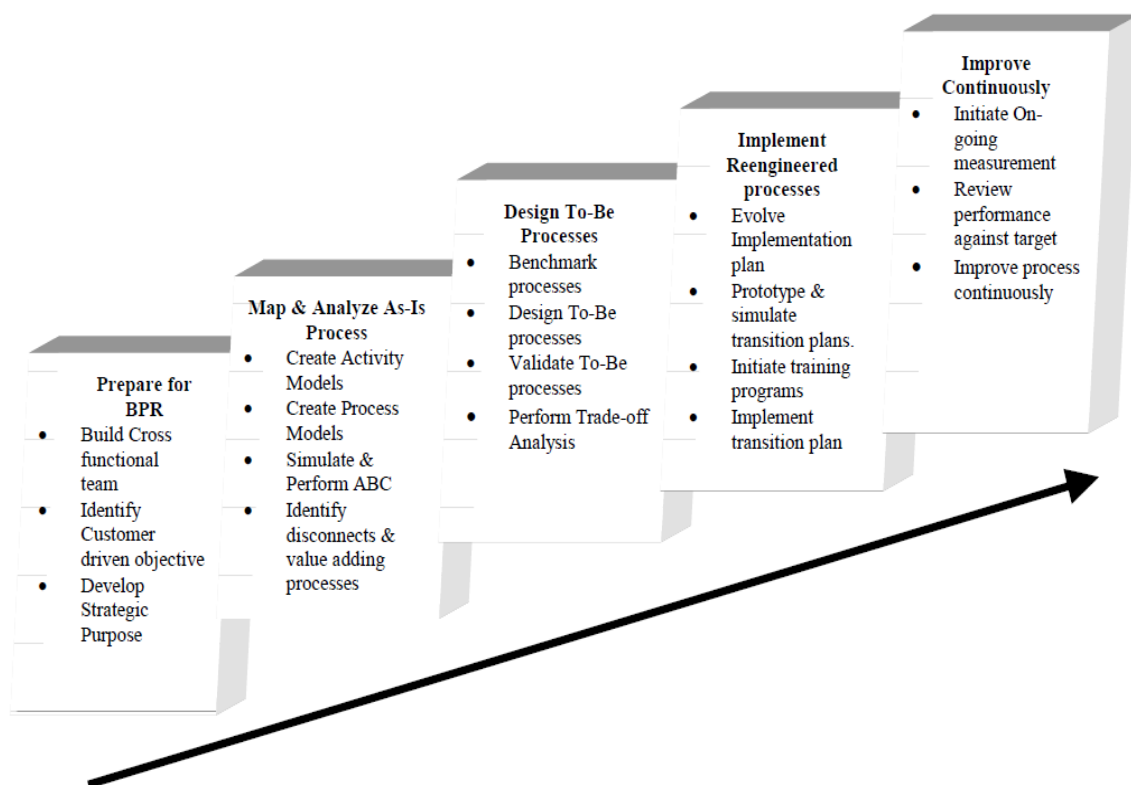 Prepare for
BPR
• Build Cross
functional
team
• Identify
Customer
driven objective
• Develop
Strategic
Purpose
Map & Analyze As-Is
Process
• Create Activity
Models
• Create Process
Models
• Simulate &
Perform ABC
• Identify
disconnects &
value adding
processes
Design To-Be
Processes
• Benchmark
processes
• Design To-Be
processes
• Validate To-Be
processes
• Perform Trade-off
Analysis
Implement
Reengineered
processes
• Evolve
Implementation
plan
• Prototype &
simulate
transition plans.
• Initiate training
programs
• Implement
transition plan
Improve
Continuously
• Initiate On-
going
measurement
• Review
performance
against target
• Improve process
continuously